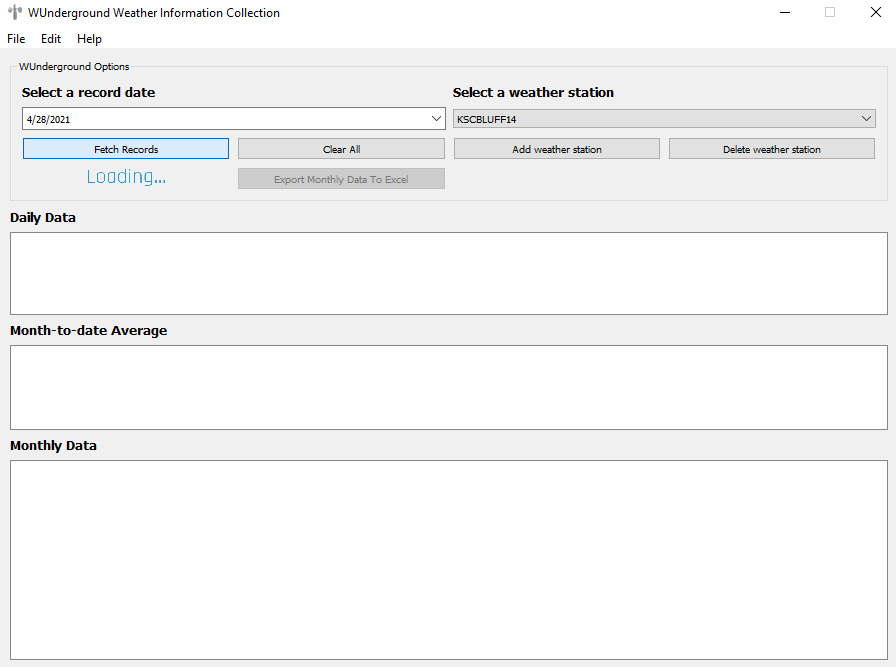 WUnderground Weather Information Collection
File Edit Help
WUnderground Options
Select a record date Select a weather station
4/28/2021 KSCBLUFF14
Fetch Records Clear All Add weather station Delete weather station
Loading... Export Monthly Data To Excel
Daily Data
Month-to-date Average
Monthly Data